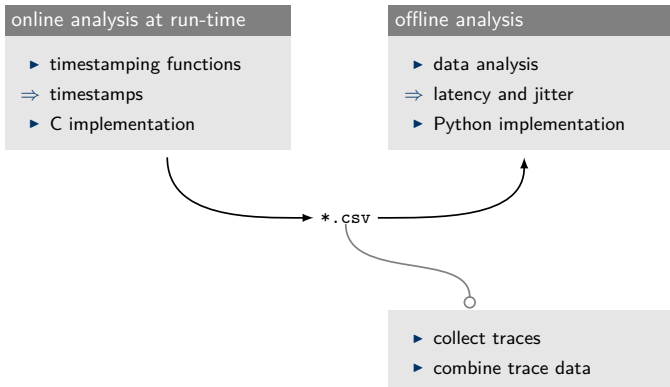 online analysis at run-time
▶ timestamping functions
⇒ timestamps
▶ C implementation
offline analysis
▶ data analysis
⇒ latency and jitter
▶ Python implementation
*.csv
▶ collect traces
▶ combine trace data